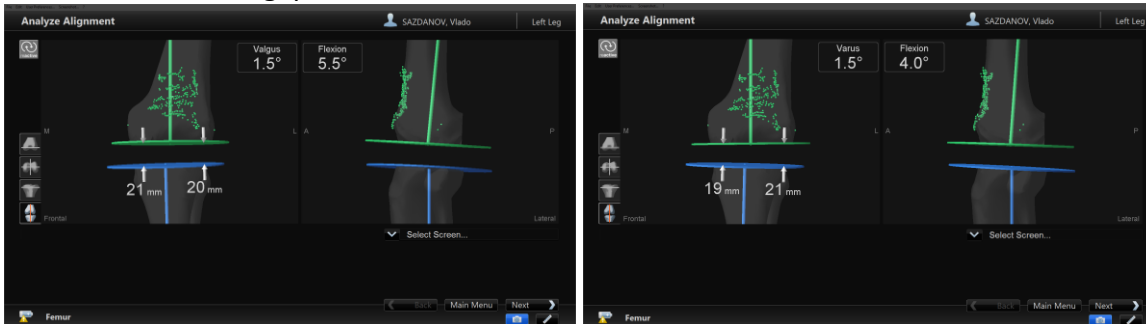 Analyze Alignment
SAZDANOV, Vlado
Left Leg
Valgus
1.5°
Flexion
5.5°
M
L
A
P
21 mm
20 mm
Frontal
Lateral
Select Screen...
Back
Main Menu
Next
Femur
Analyze Alignment
SAZDANOV, Vlado
Left Leg
Varus
1.5°
Flexion
4.0°
M
L
A
P
19 mm
21 mm
Frontal
Lateral
Select Screen...
Back
Main Menu
Next
Femur